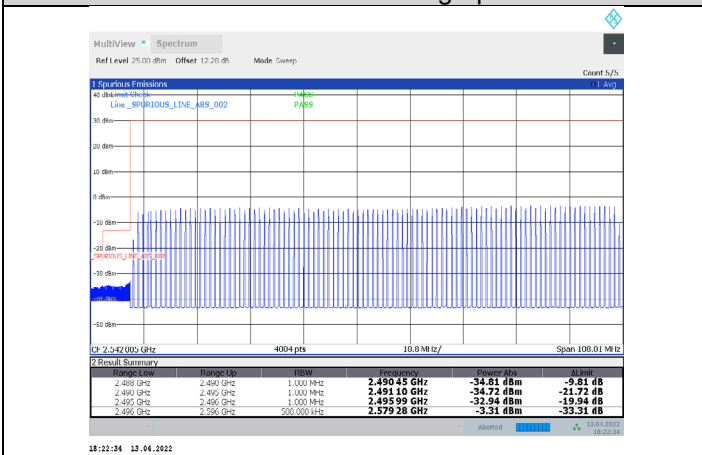 MultiView Spectrum
Ref Level 25.00 dBm Offset 12.20 dB Mode Sweep
Count 5/5
1 Spurious Emissions 1 Avg
40 dBm Limit Check PASS
Line _SPURIOUS_LINE_ABS_002 PASS
30 dBm
20 dBm
10 dBm
0 dBm
-10 dBm
-20 dBm
_SPURIOUS_LINE_ABS_002
-30 dBm
-40 dBm
-50 dBm
CF 2.542005 GHz 4004 pts 10.8 MHz/ Span 108.01 MHz
2 Result Summary
Range Low Range Up RBW Frequency Power Abs ΔLimit
2.488 GHz 2.490 GHz 1.000 MHz 2.490 45 GHz -34.81 dBm -9.81 dB
2.490 GHz 2.495 GHz 1.000 MHz 2.491 10 GHz -34.72 dBm -21.72 dB
2.495 GHz 2.496 GHz 1.000 MHz 2.495 99 GHz -32.94 dBm -19.94 dB
2.496 GHz 2.596 GHz 500.000 kHz 2.579 28 GHz -3.31 dBm -33.31 dB
Aborted 13.04.2022
18:22:34
18:22:34 13.04.2022